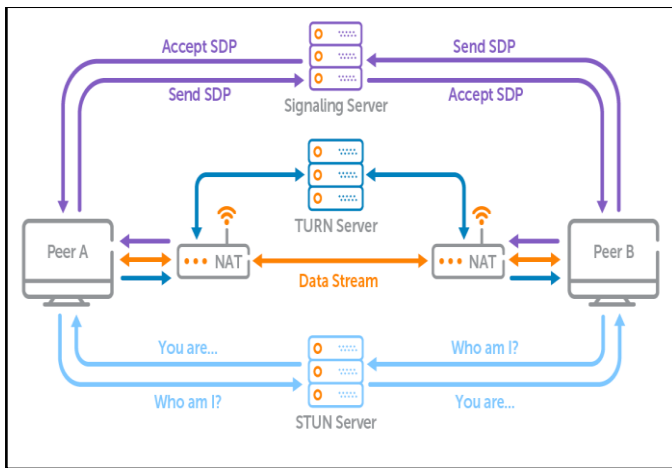 Accept SDP
Send SDP
Send SDP
Accept SDP
Signaling Server
TURN Server
Peer A
NAT
Data Stream
NAT
Peer B
You are...
Who am I?
Who am I?
You are...
STUN Server